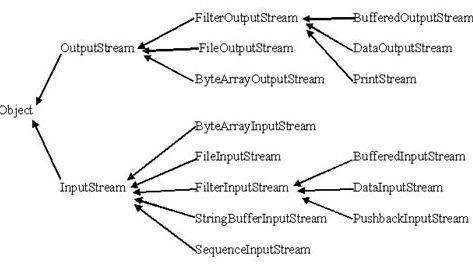 FilterOutputStream BufferedOutputStream
OutputStream FileOutputStream DataOutputStream
ByteArrayOutputStream PrintStream
Object
ByteArrayInputStream
FileInputStream BufferedInputStream
InputStream FilterInputStream DataInputStream
StringBufferInputStream PushbackInputStream
SequenceInputStream